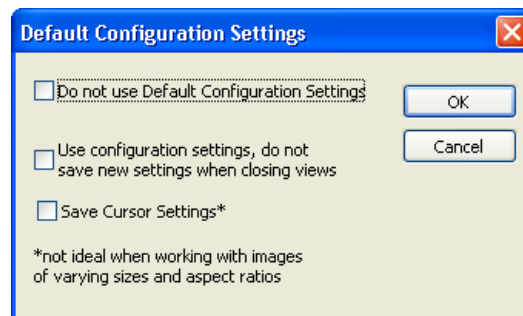 Default Configuration Settings
Do not use Default Configuration Settings
OK
Use configuration settings, do not
save new settings when closing views
Cancel
Save Cursor Settings*
*not ideal when working with images
of varying sizes and aspect ratios